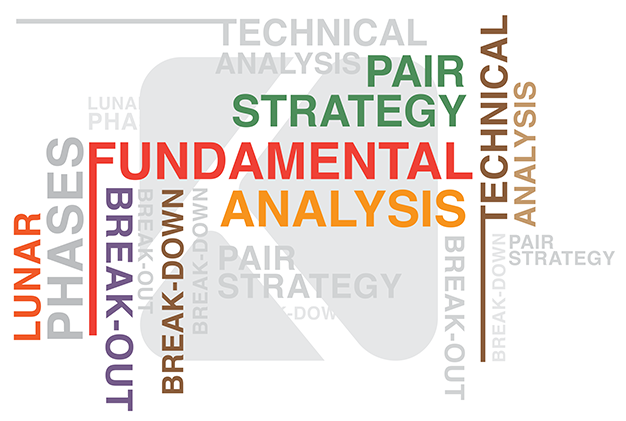 TECHNICAL
ANALYSIS
PAIR
STRATEGY
LUNA
PHA
FUNDAMENTAL
ANALYSIS
TECHNICAL
ANALYSIS
LUNAR
PHASES
BREAK-OUT
BREAK-OUT
BREAK-DOWN
BREAK-DOWN
PAIR
STRATEGY
K-DOW
BREAK-OUT
BREAK-DOWN
PAIR
STRATEGY